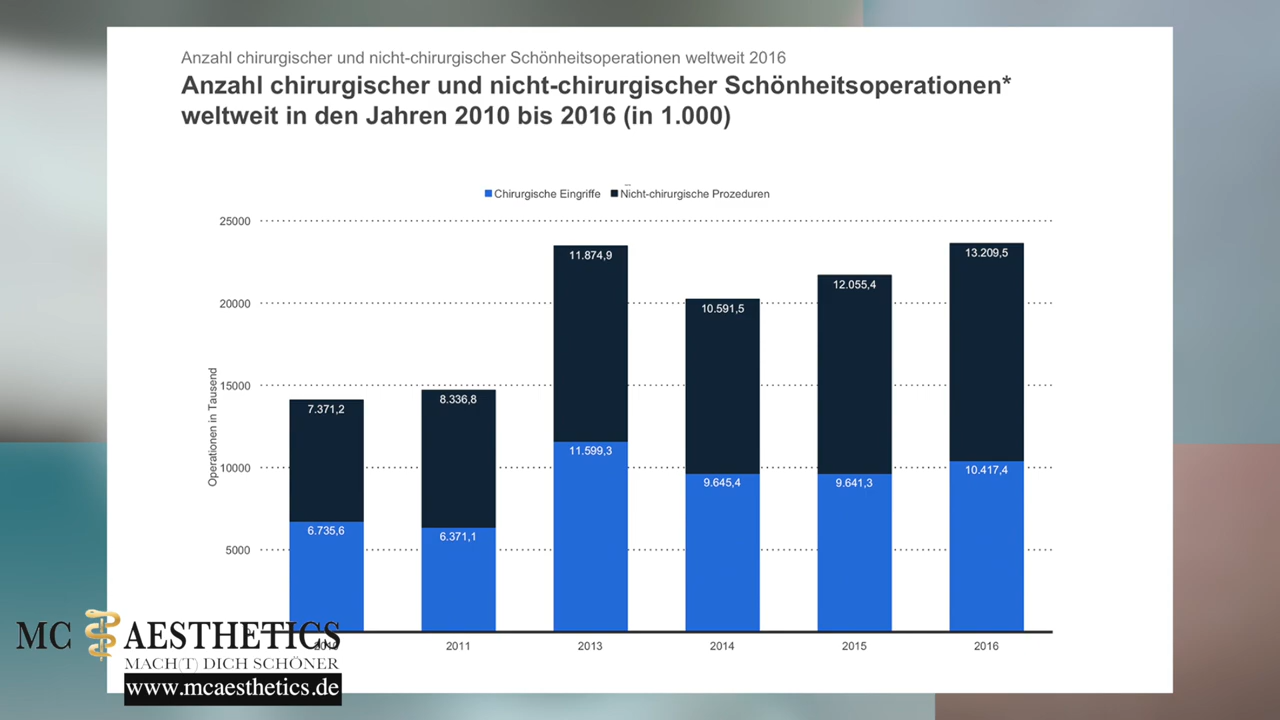 Anzahl chirurgischer und nicht-chirurgischer Schönheitsoperationen weltweit 2016
Anzahl chirurgischer und nicht-chirurgischer Schönheitsoperationen*
weltweit in den Jahren 2010 bis 2016 (in 1.000)
Chirurgische Eingriffe Nicht-chirurgische Prozeduren
Operationen in Tausend
25000
20000
15000
10000
5000
7.371,2
8.336,8
11.874,9
10.591,5
12.055,4
13.209,5
6.735,6
6.371,1
11.599,3
9.645,4
9.641,3
10.417,4
2010 2011 2013 2014 2015 2016
MC AESTHETICS
MACH(T) DICH SCHÖNER
www.mcaesthetics.de